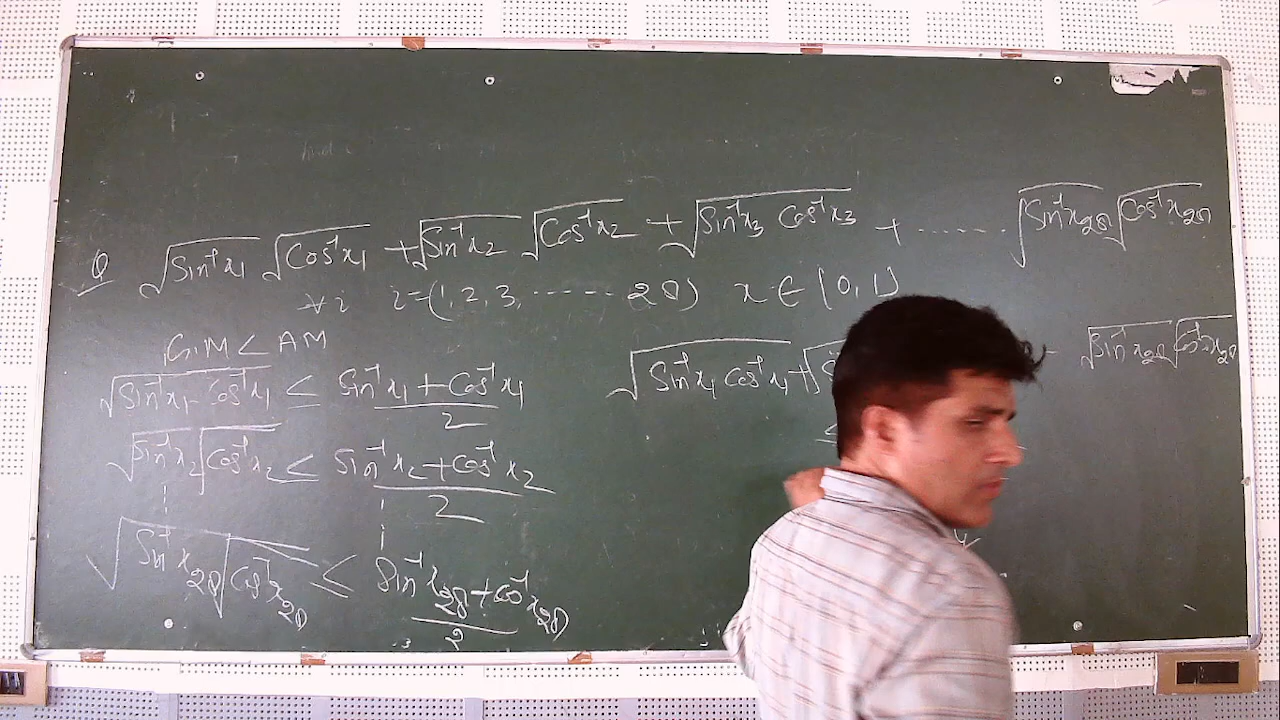 Q √Sin⁻¹x₁ √Cos⁻¹x₁ + √Sin⁻¹x₂ √Cos⁻¹x₂ + √Sin⁻¹x₃ Cos⁻¹x₃ + ....... √Sin⁻¹x₂₀ √Cos⁻¹x₂₀
∀ i i = (1, 2, 3, ....... 20) x ∈ [0, 1]
G.M < AM
√Sin⁻¹x₁ Cos⁻¹x₁ ≤ (Sin⁻¹x₁ + Cos⁻¹x₁)/2
√Sin⁻¹x₂ √Cos⁻¹x₂ ≤ (Sin⁻¹x₂ + Cos⁻¹x₂)/2
√Sin⁻¹x₂₀ √Cos⁻¹x₂₀ ≤ (Sin⁻¹x₂₀ + Cos⁻¹x₂₀)/2
√Sin⁻¹x₁ Cos⁻¹x₁ + √ - √Sin⁻¹x₂₀ √Cos⁻¹x₂₀
≤